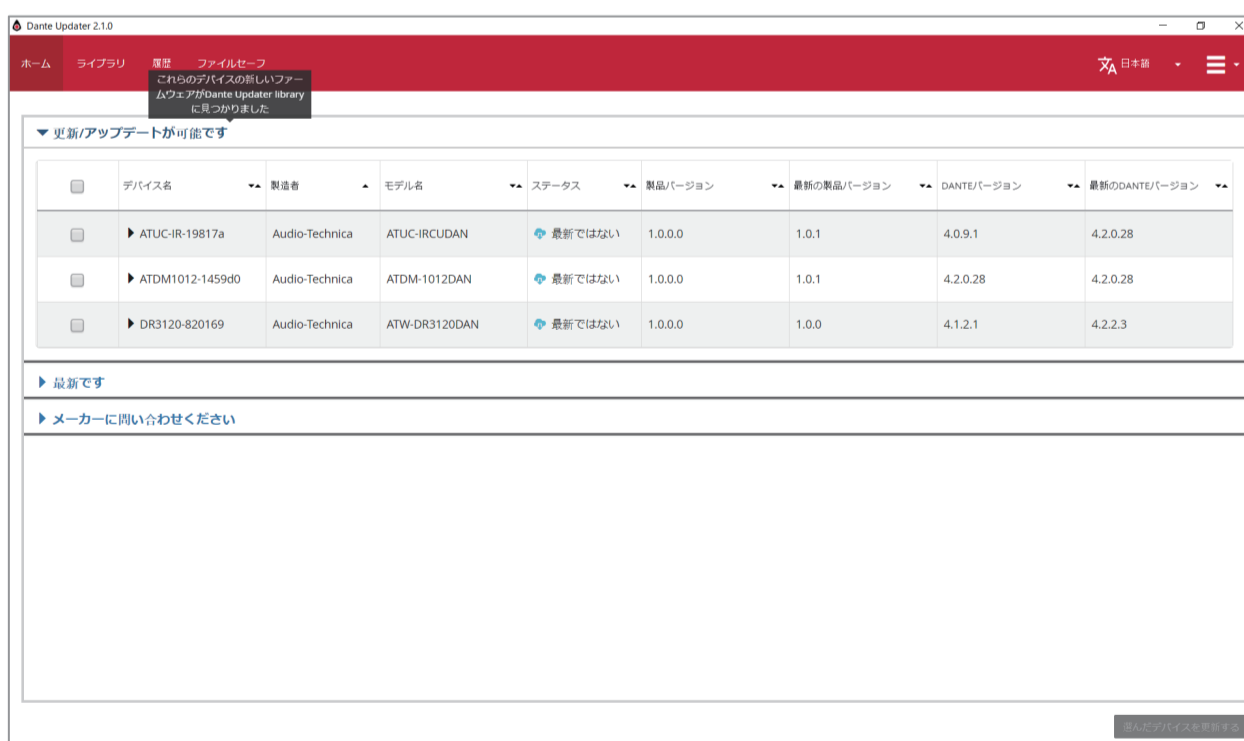 Dante Updater 2.1.0
ホーム ライブラリ 履歴 ファイルセーフ 日本語
これらのデバイスの新しいファー
ムウェアがDante Updater library
に見つかりました
更新/アップデートが可能です
デバイス名 製造者 モデル名 ステータス 製品バージョン 最新の製品バージョン DANTEバージョン 最新のDANTEバージョン
ATUC-IR-19817a Audio-Technica ATUC-IRCUDAN 最新ではない 1.0.0.0 1.0.1 4.0.9.1 4.2.0.28
ATDM1012-1459d0 Audio-Technica ATDM-1012DAN 最新ではない 1.0.0.0 1.0.1 4.2.0.28 4.2.0.28
DR3120-820169 Audio-Technica ATW-DR3120DAN 最新ではない 1.0.0.0 1.0.0 4.1.2.1 4.2.2.3
最新です
メーカーに問い合わせください
選んだデバイスを更新する